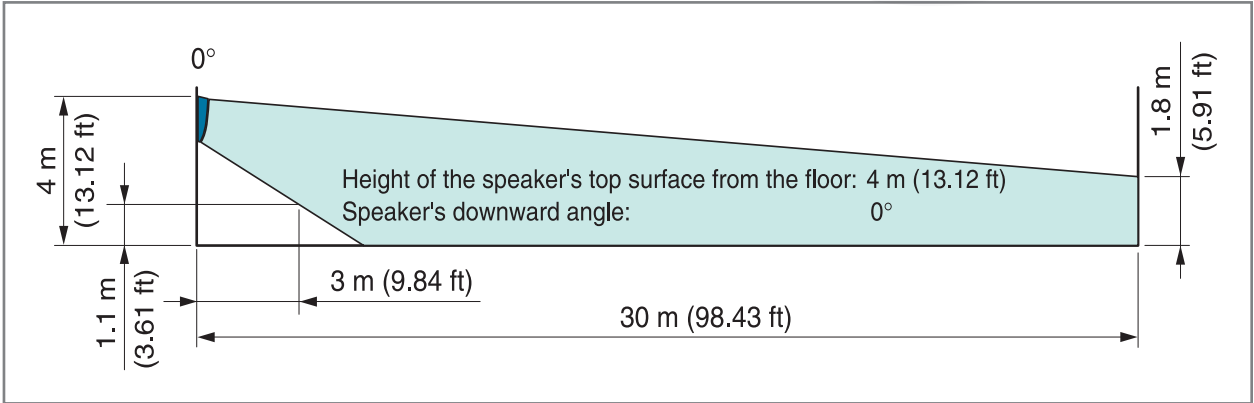 0°
4 m
(13.12 ft)
1.1 m
(3.61 ft)
1.8 m
(5.91 ft)
Height of the speaker's top surface from the floor: 4 m (13.12 ft)
Speaker's downward angle: 0°
3 m (9.84 ft)
30 m (98.43 ft)